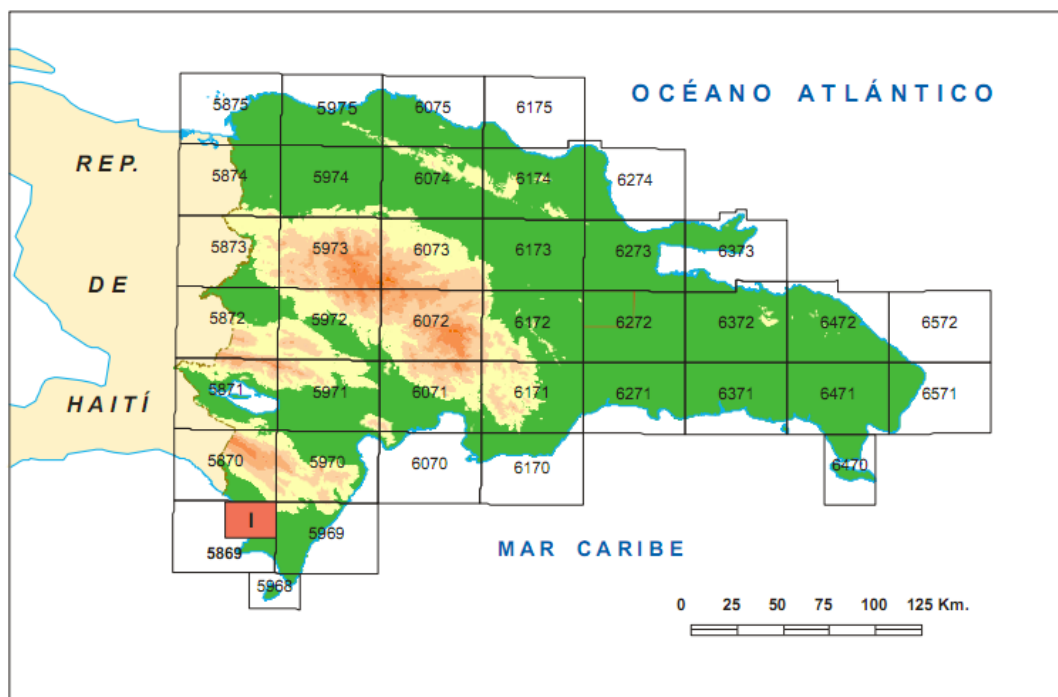 OCÉANO ATLÁNTICO
5875 5975 6075 6175
REP.
5874 5974 6074 6174 6274
5873 5973 6073 6173 6273 6373
DE
5872 5972 6072 6172 6272 6372 6472 6572
HAITÍ
5871 5971 6071 6171 6271 6371 6471 6571
5870 5970 6070 6170 6470
I
5869 5969
MAR CARIBE
5968
0 25 50 75 100 125 Km.